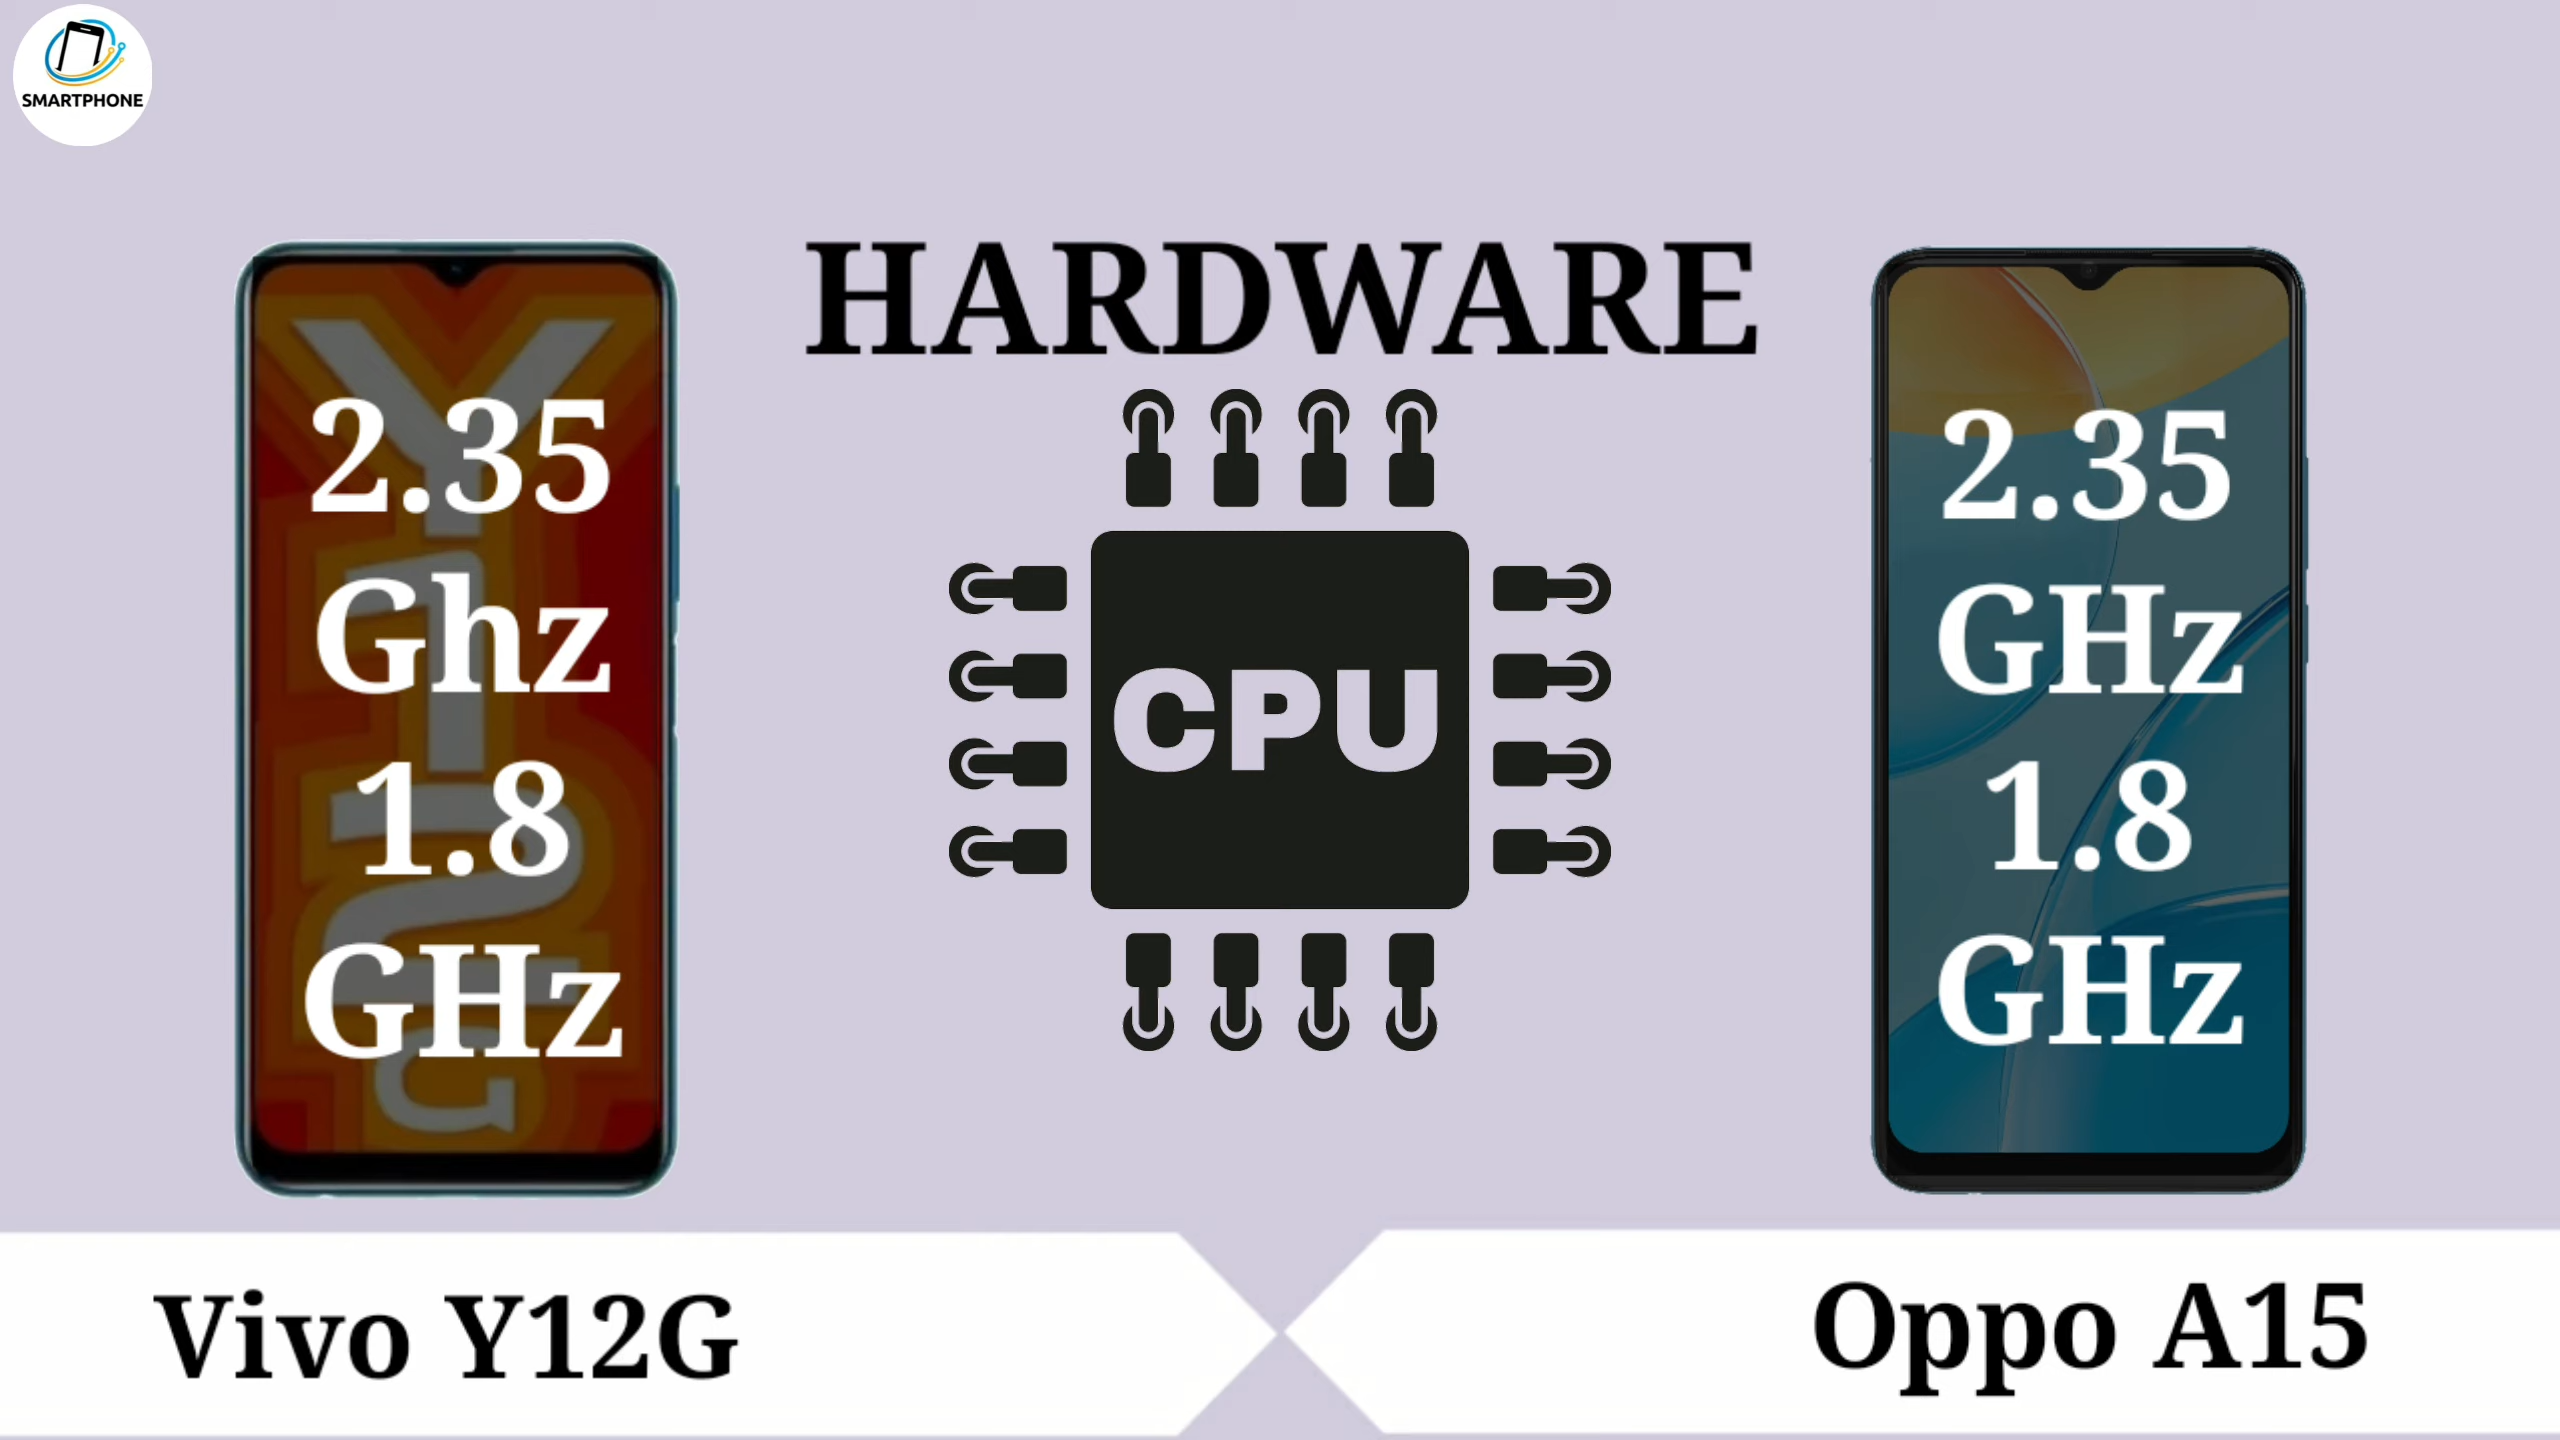 SMARTPHONE
HARDWARE
2.35
Ghz
1.8
GHz
Y12G
CPU
2.35
GHz
1.8
GHz
Vivo Y12G
Oppo A15